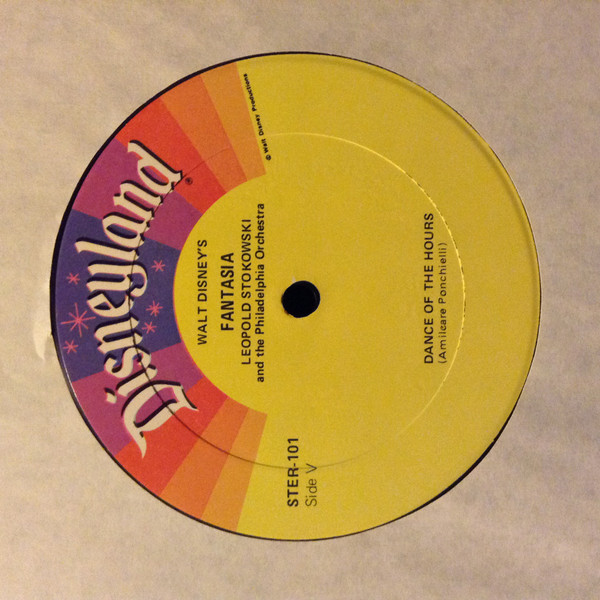 Disneyland®
© Walt Disney Productions
WALT DISNEY'S
FANTASIA
LEOPOLD STOKOWSKI
and the Philadelphia Orchestra
STER-101
Side V
DANCE OF THE HOURS
(Amilcare Ponchielli)